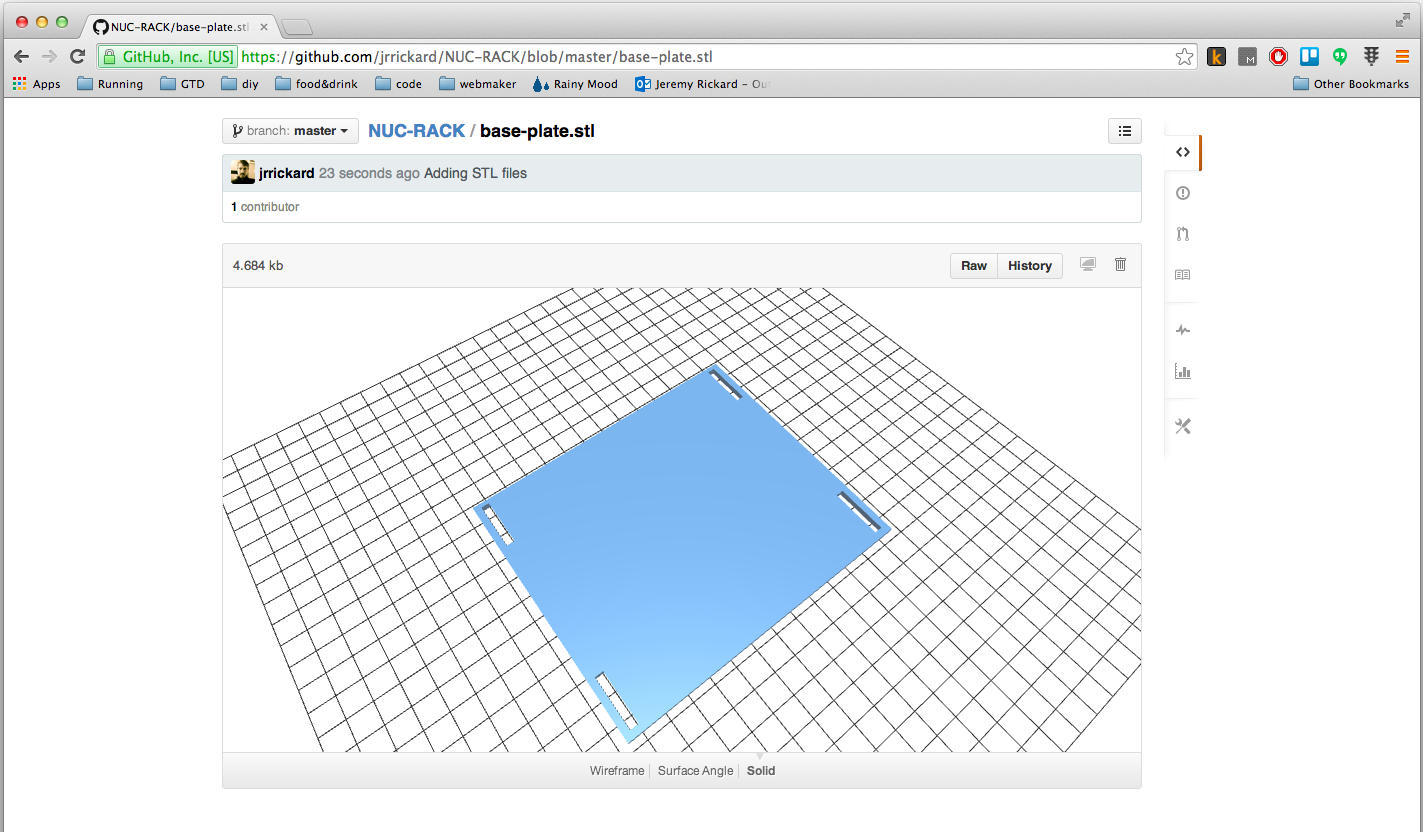 NUC-RACK/base-plate.stl
GitHub, Inc. [US] https://github.com/jrrickard/NUC-RACK/blob/master/base-plate.stl
Apps Running GTD diy food&drink code webmaker Rainy Mood Jeremy Rickard – Out Other Bookmarks
branch: master NUC-RACK / base-plate.stl
jrrickard 23 seconds ago Adding STL files
1 contributor
4.684 kb Raw History
Wireframe Surface Angle Solid